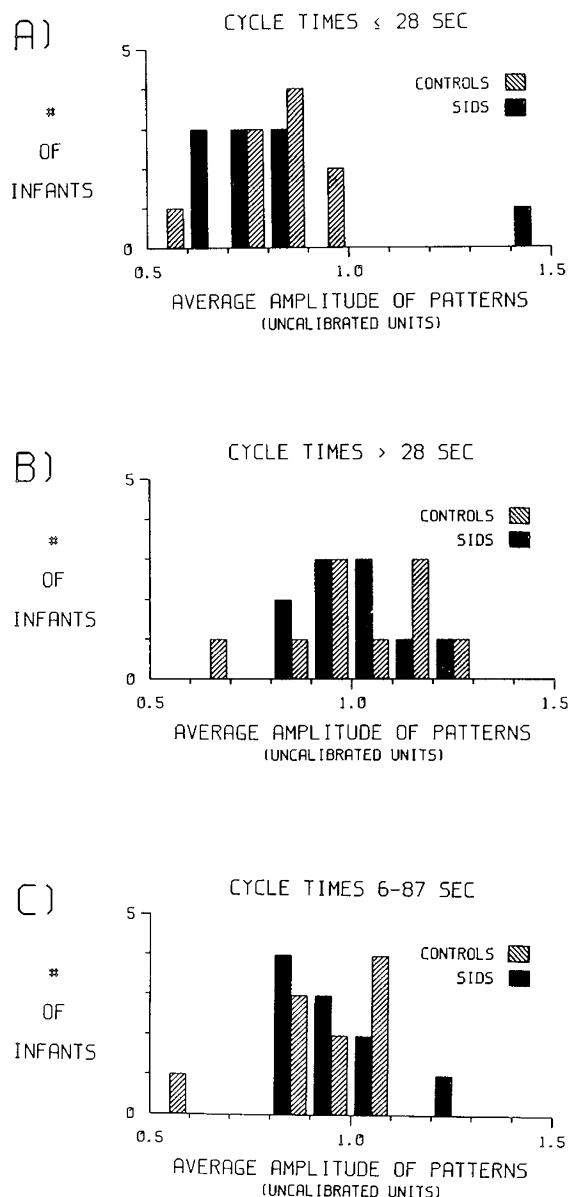 A)
CYCLE TIMES ≤ 28 SEC
5
CONTROLS
SIDS
#
OF
INFANTS
0
0.5
1.0
1.5
AVERAGE AMPLITUDE OF PATTERNS
(UNCALIBRATED UNITS)
B)
CYCLE TIMES > 28 SEC
5
CONTROLS
SIDS
#
OF
INFANTS
0
0.5
1.0
1.5
AVERAGE AMPLITUDE OF PATTERNS
(UNCALIBRATED UNITS)
C)
CYCLE TIMES 6-87 SEC
5
CONTROLS
SIDS
#
OF
INFANTS
0
0.5
1.0
1.5
AVERAGE AMPLITUDE OF PATTERNS
(UNCALIBRATED UNITS)